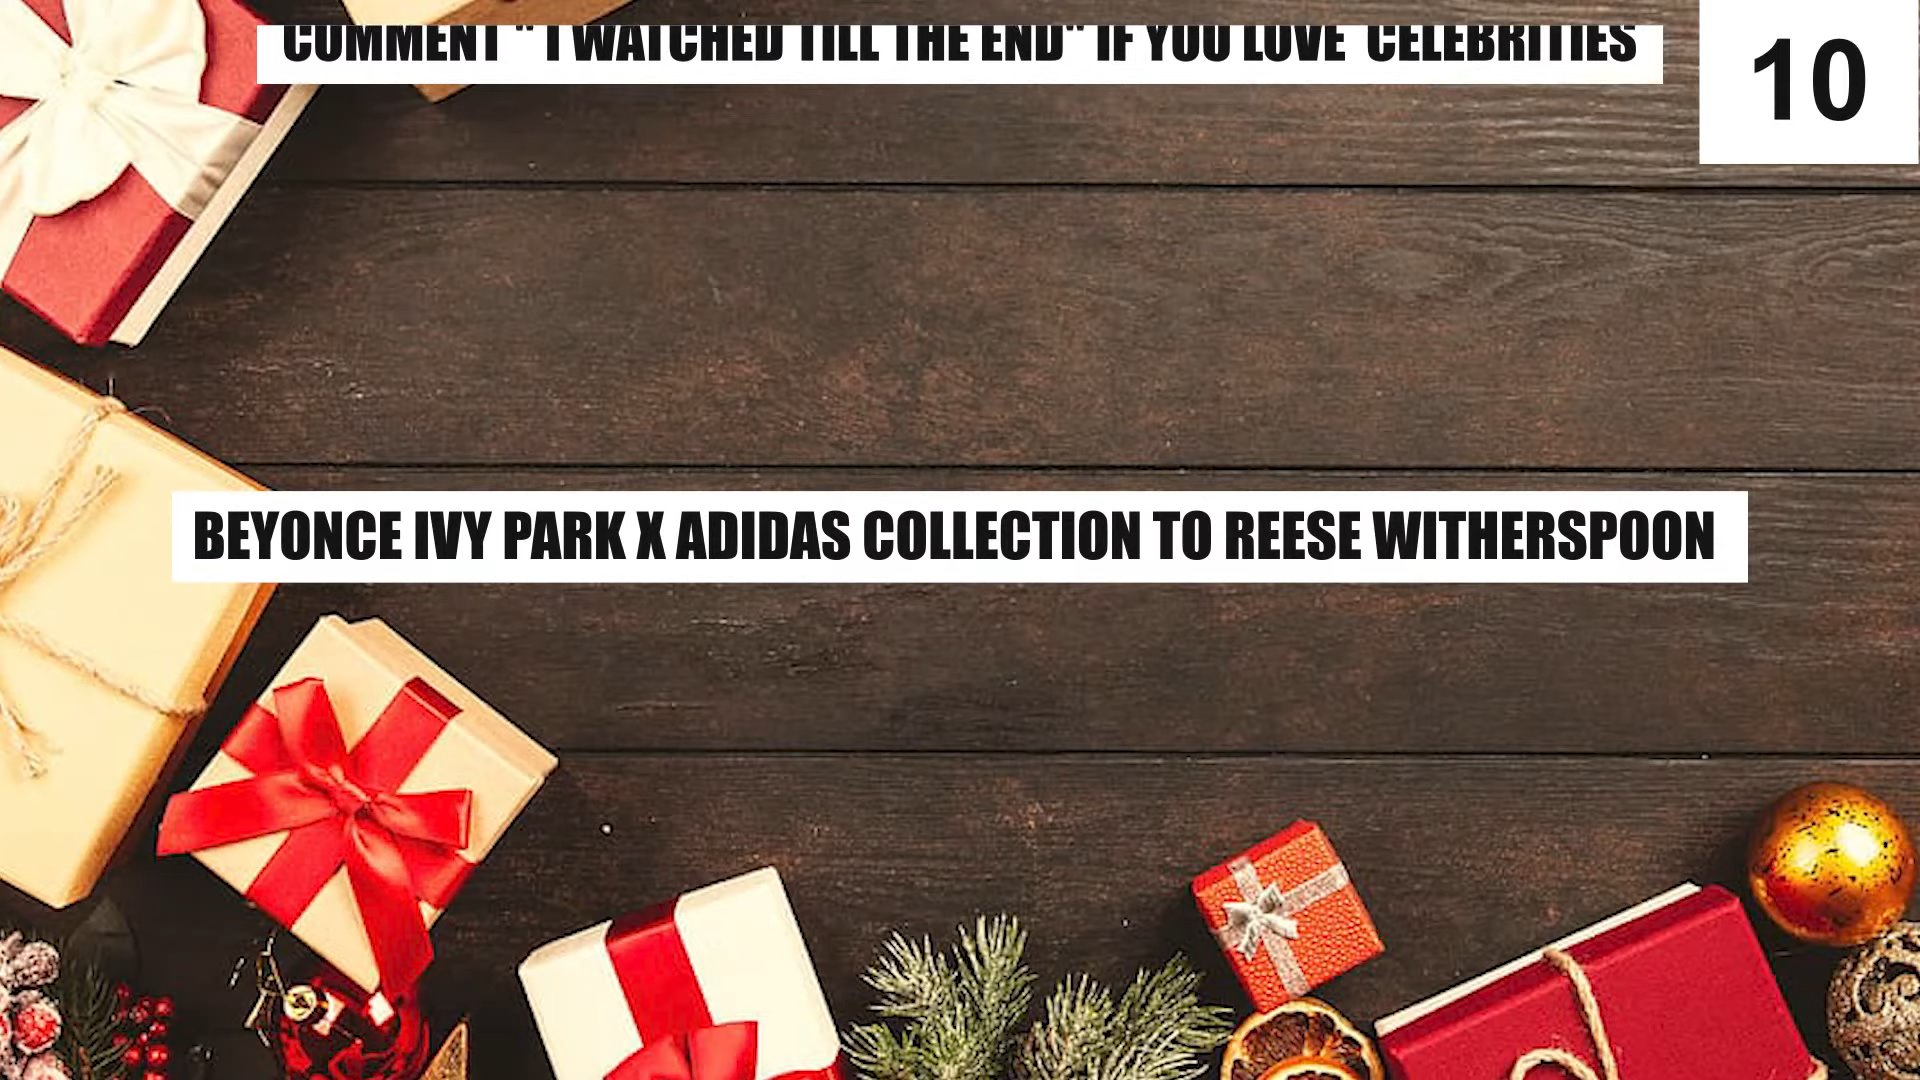 COMMENT " I WATCHED TILL THE END" IF YOU LOVE CELEBRITIES
10
BEYONCE IVY PARK X ADIDAS COLLECTION TO REESE WITHERSPOON